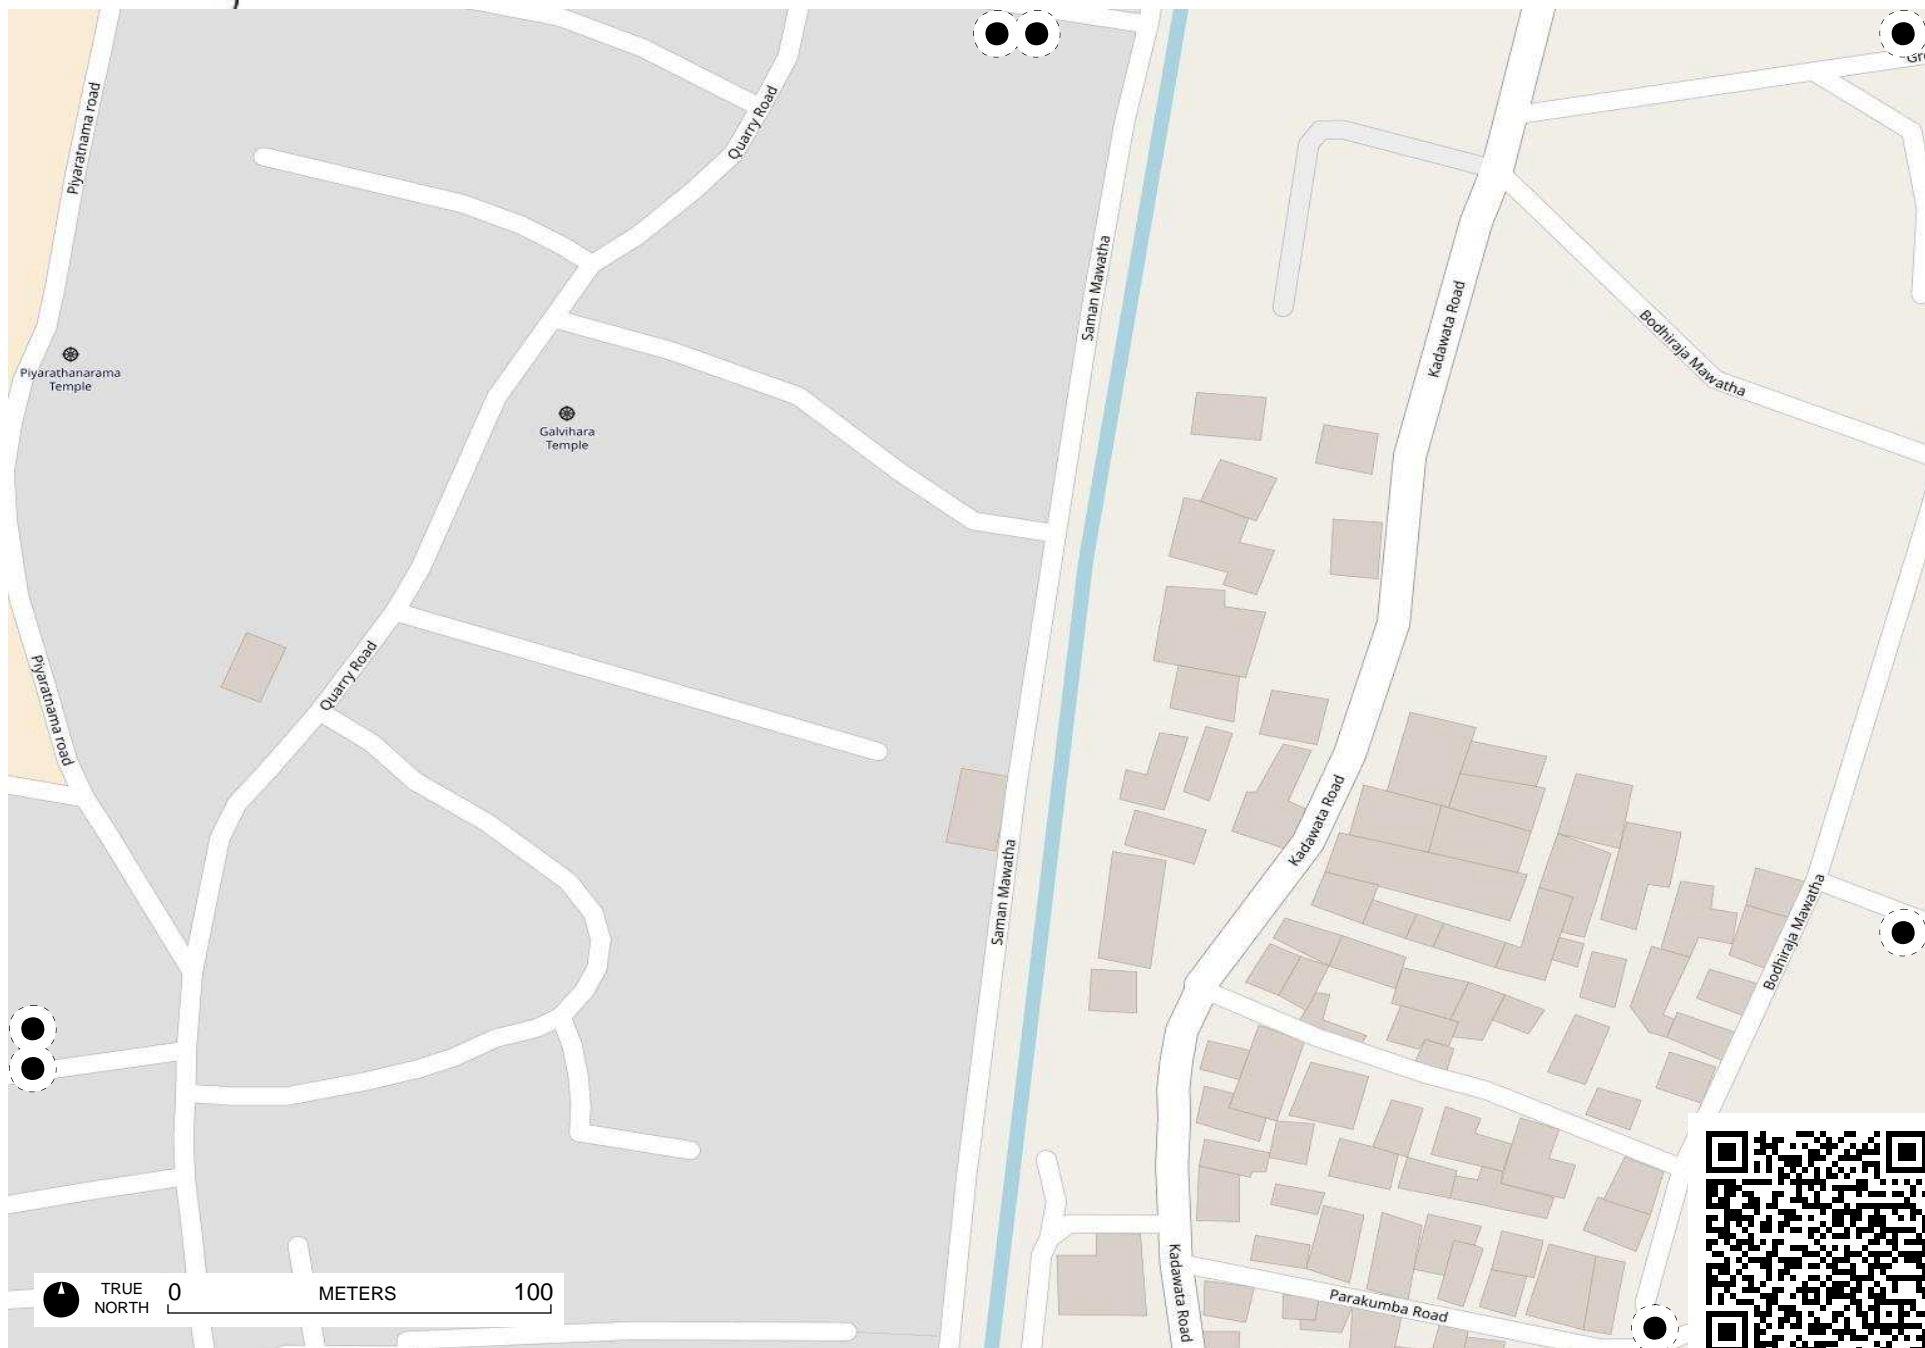 Piyaratnama road
Quarry Road
Saman Mawatha
Kadawata Road
Bodhiraja Mawatha
Piyarathanarama
Temple
Galvihara
Temple
Quarry Road
Piyaratnama road
Kadawata Road
Saman Mawatha
Bodhiraja Mawatha
Kadawata Road
Parakumba Road
TRUE
NORTH
0 METERS 100